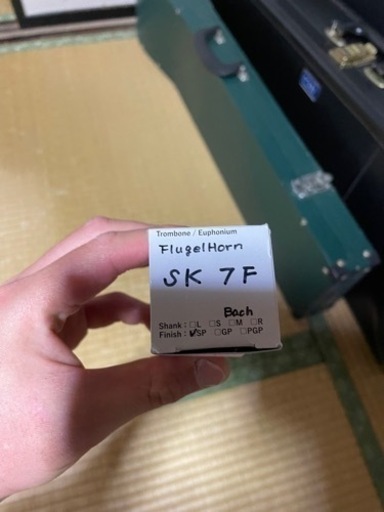 Trombone / Euphonium
FlugelHorn
SK 7F
Bach
Shank : □L □S □M □R
Finish : ☑SP □GP □PGP